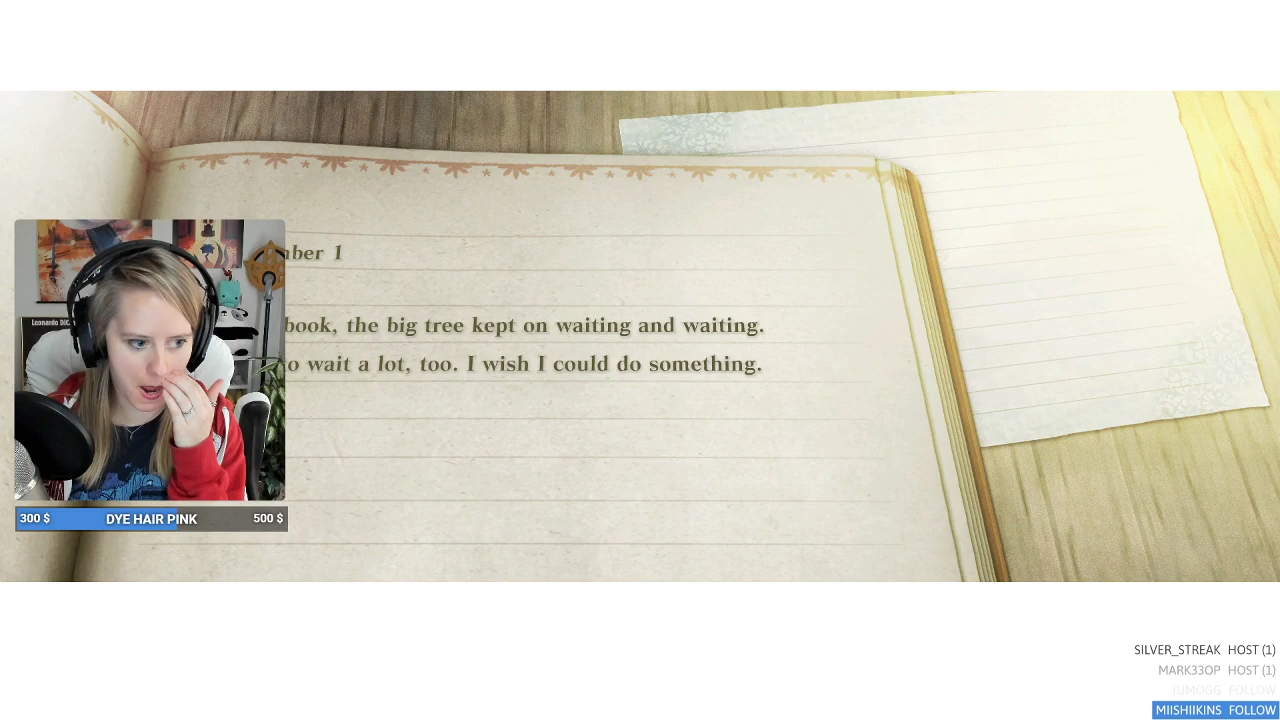 ber 1
book, the big tree kept on waiting and waiting.
o wait a lot, too. I wish I could do something.
300 $ DYE HAIR PINK 500 $
SILVER_STREAK HOST (1)
MARK33OP HOST (1)
FOLLOW
MIISHIIKINS FOLLOW